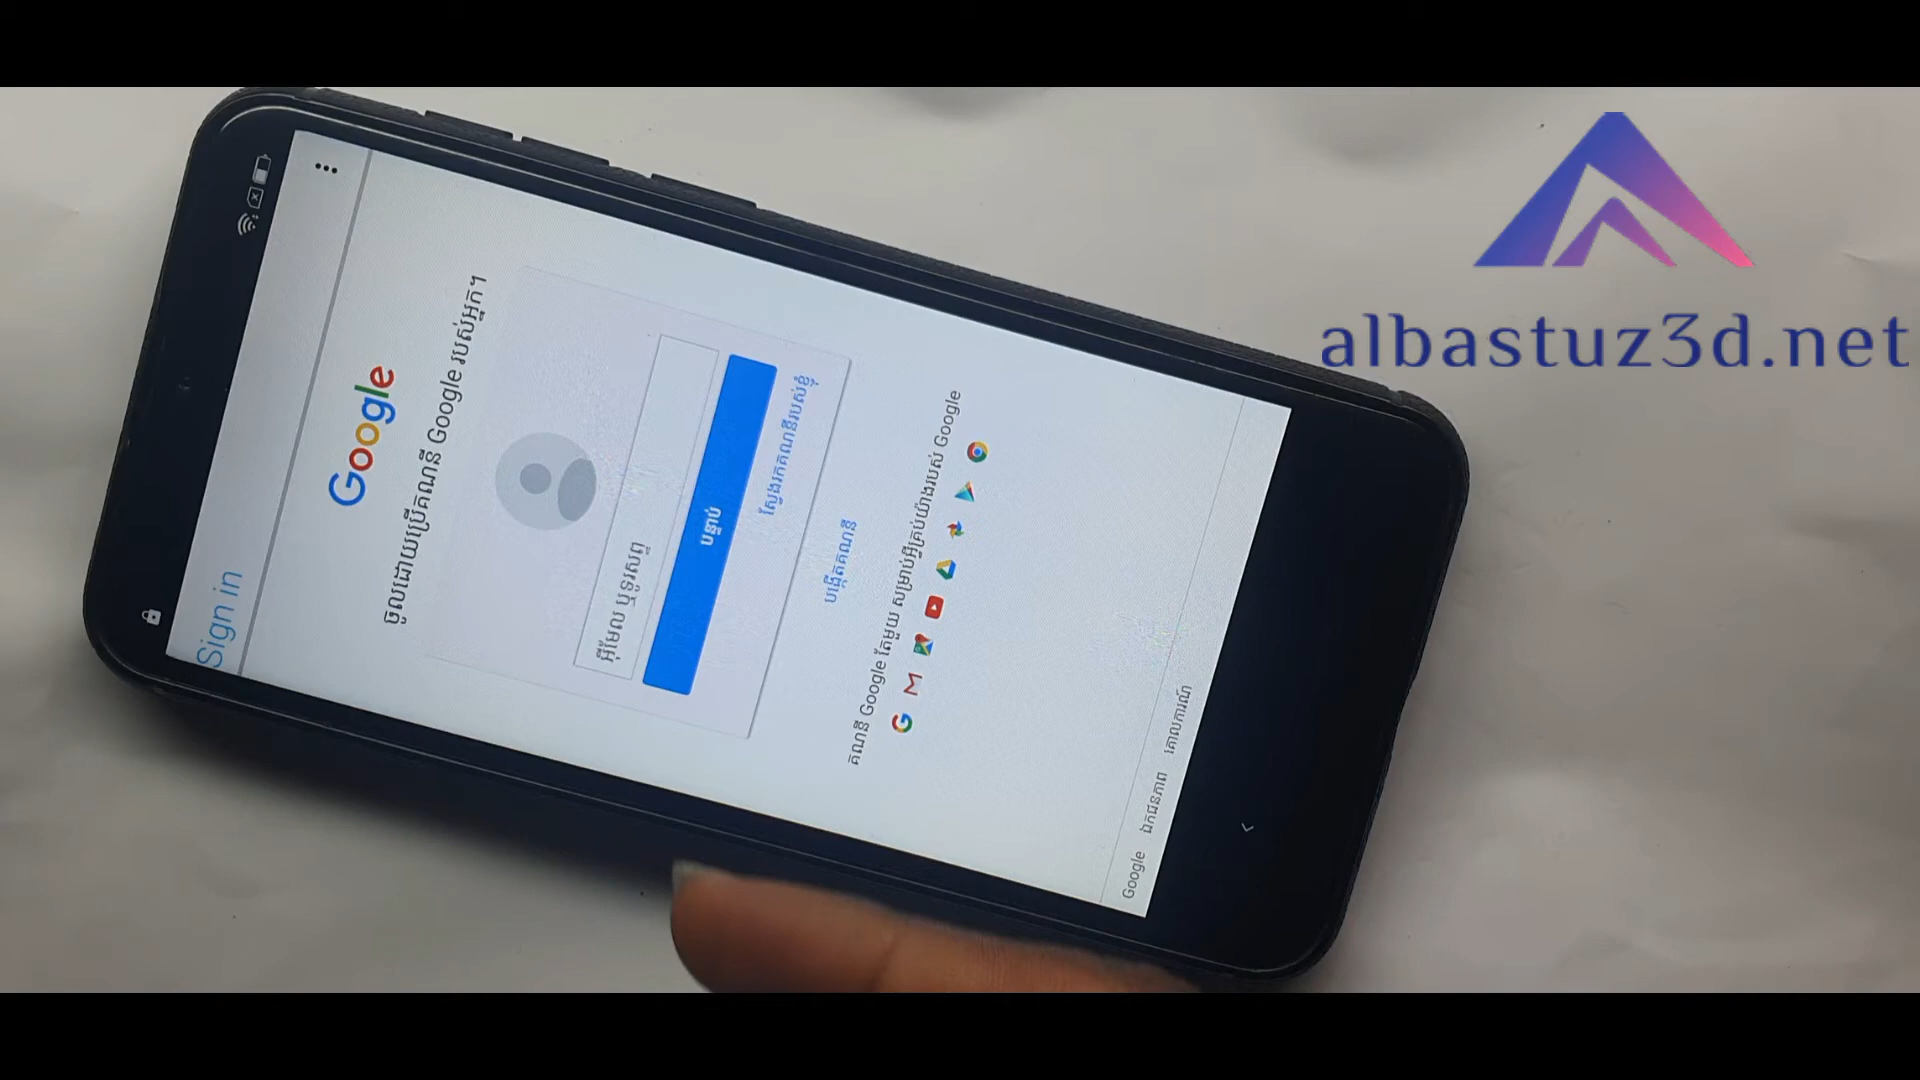 Sign in
Google
ចូលដោយប្រើគណនី Google របស់អ្នក។
អ៊ីមែល ឬទូរសព្ទ
បន្ទាប់
ស្វែងរកគណនីរបស់ខ្ញុំ
បង្កើតគណនី
គណនី Google តែមួយ សម្រាប់អ្វីគ្រប់យ៉ាងរបស់ Google
Google ឯកជនភាព គោលការណ៍
albastuz3d.net